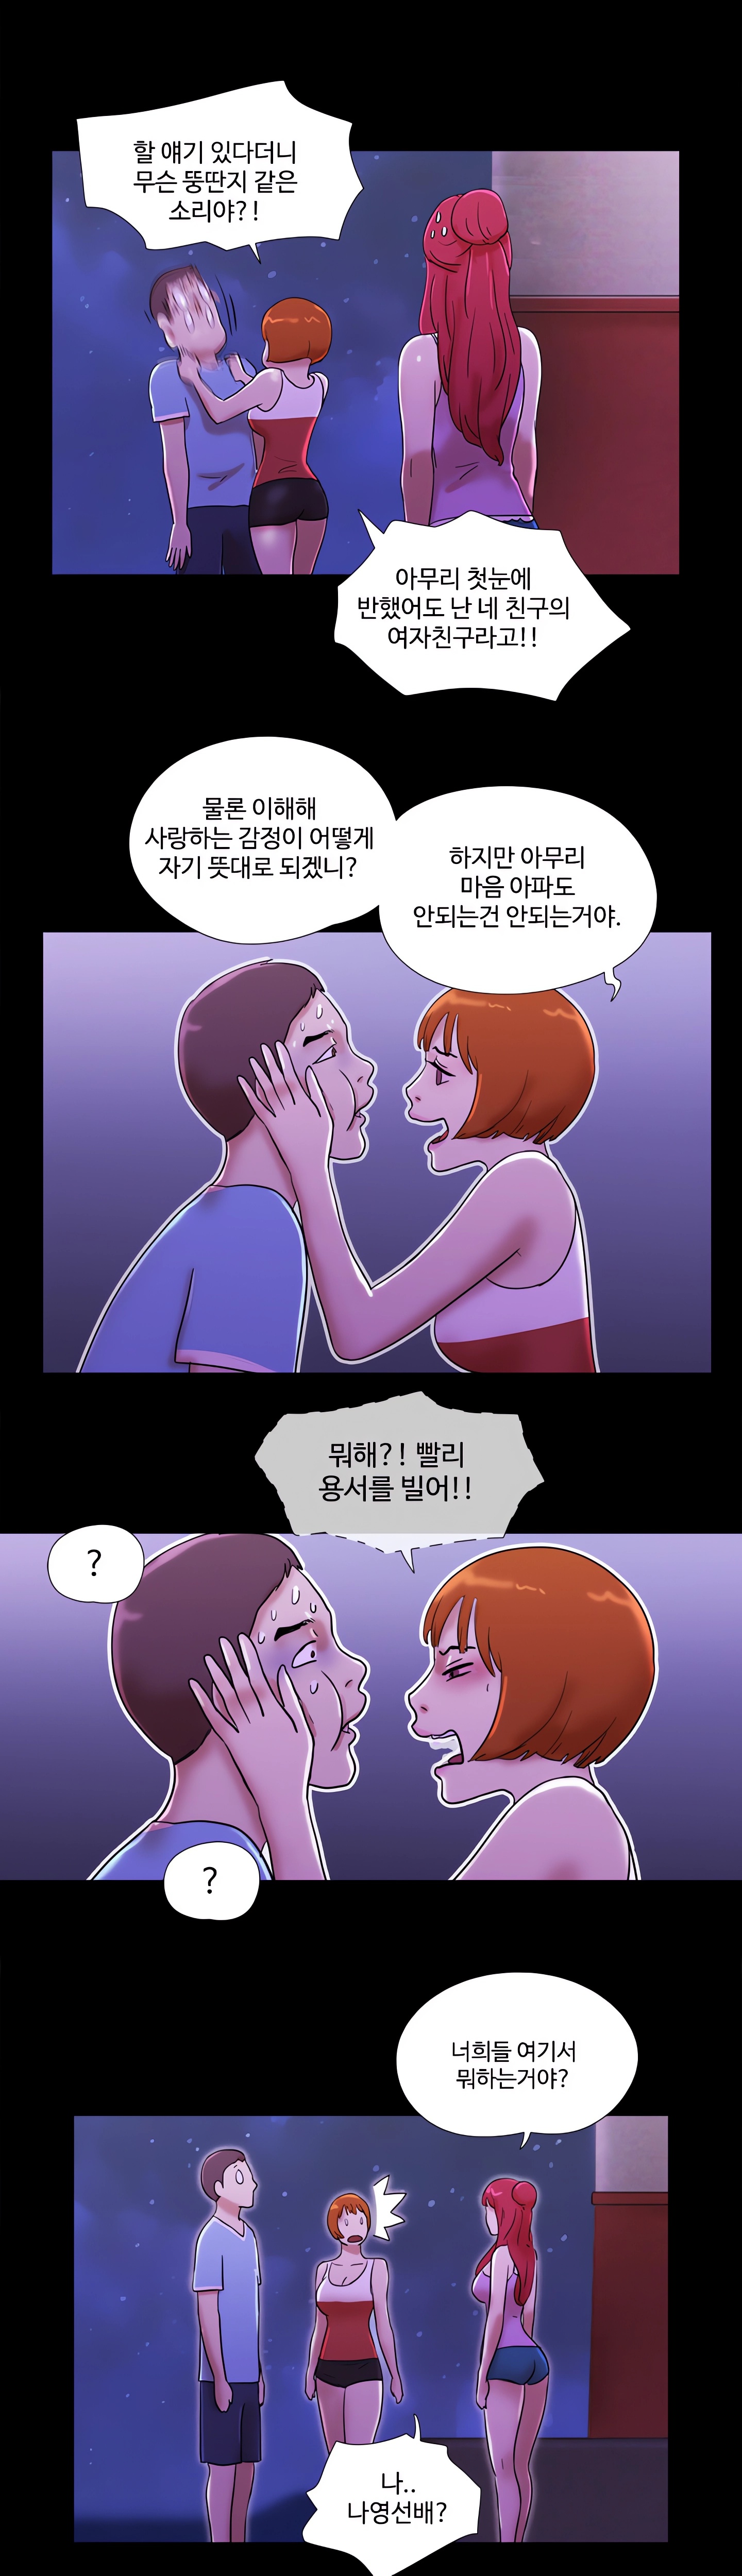 할 얘기 있다더니
무슨 뚱딴지 같은
소리야?!
아무리 첫눈에
반했어도 난 네 친구의
여자친구라고!!
물론 이해해
사랑하는 감정이 어떻게
자기 뜻대로 되겠니?
하지만 아무리
마음 아파도
안되는건 안되는거야.
뭐해?! 빨리
용서를 빌어!!
?
?
너희들 여기서
뭐하는거야?
나..
나영선배?